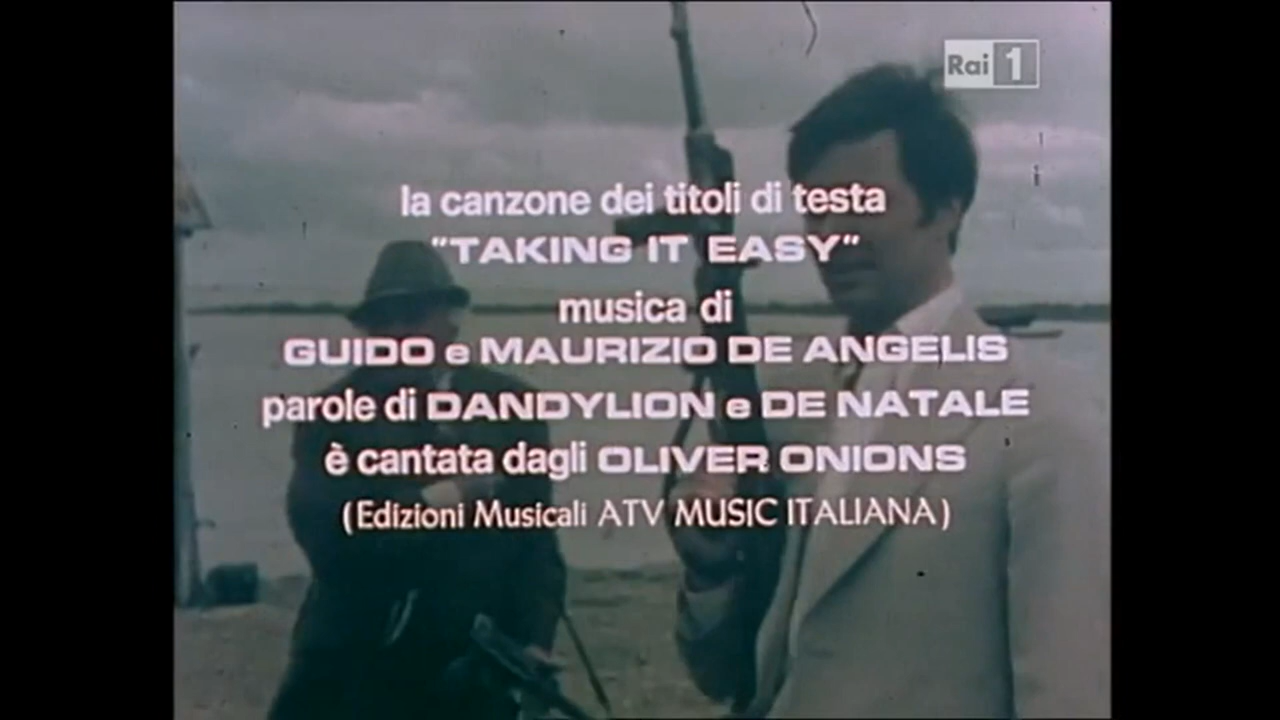 Rai 1
la canzone dei titoli di testa
"TAKING IT EASY"
musica di
GUIDO e MAURIZIO DE ANGELIS
parole di DANDYLION e DE NATALE
è cantata dagli OLIVER ONIONS
(Edizioni Musicali ATV MUSIC ITALIANA)